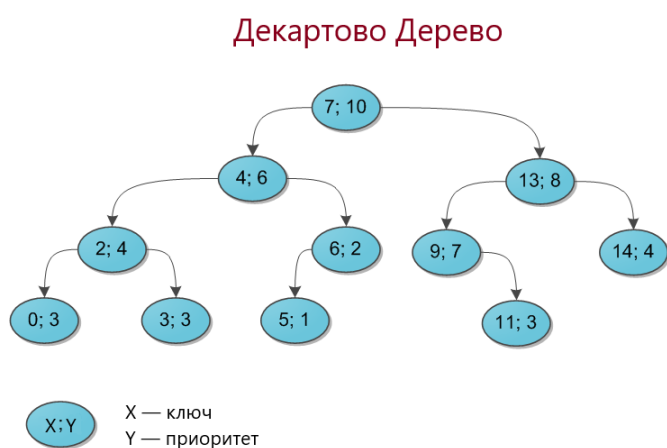 Декартово Дерево
7; 10
4; 6
13; 8
2; 4
6; 2
9; 7
14; 4
0; 3
3; 3
5; 1
11; 3
X; Y
X — ключ
Y — приоритет